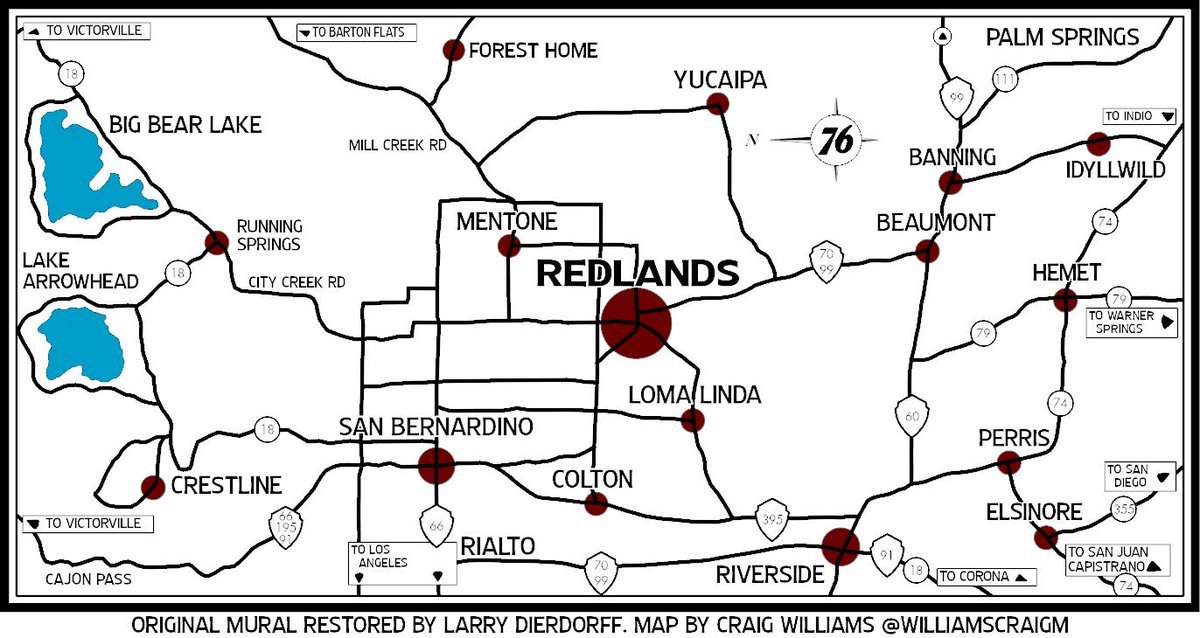 TO VICTORVILLE
TO BARTON FLATS
FOREST HOME
PALM SPRINGS
18
YUCAIPA
111
99
BIG BEAR LAKE
MILL CREEK RD
N
76
TO INDIO
BANNING
IDYLLWILD
MENTONE
BEAUMONT
74
RUNNING
SPRINGS
LAKE
ARROWHEAD
18
CITY CREEK RD
REDLANDS
70
99
HEMET
79
TO WARNER
SPRINGS
79
LOMA LINDA
74
60
18
SAN BERNARDINO
PERRIS
CRESTLINE
COLTON
TO SAN
DIEGO
ELSINORE
355
TO VICTORVILLE
66
195
91
66
395
TO LOS
ANGELES
RIALTO
70
99
RIVERSIDE
91
18
TO CORONA
TO SAN JUAN
CAPISTRANO
74
CAJON PASS
ORIGINAL MURAL RESTORED BY LARRY DIERDORFF. MAP BY CRAIG WILLIAMS @WILLIAMSCRAIGM